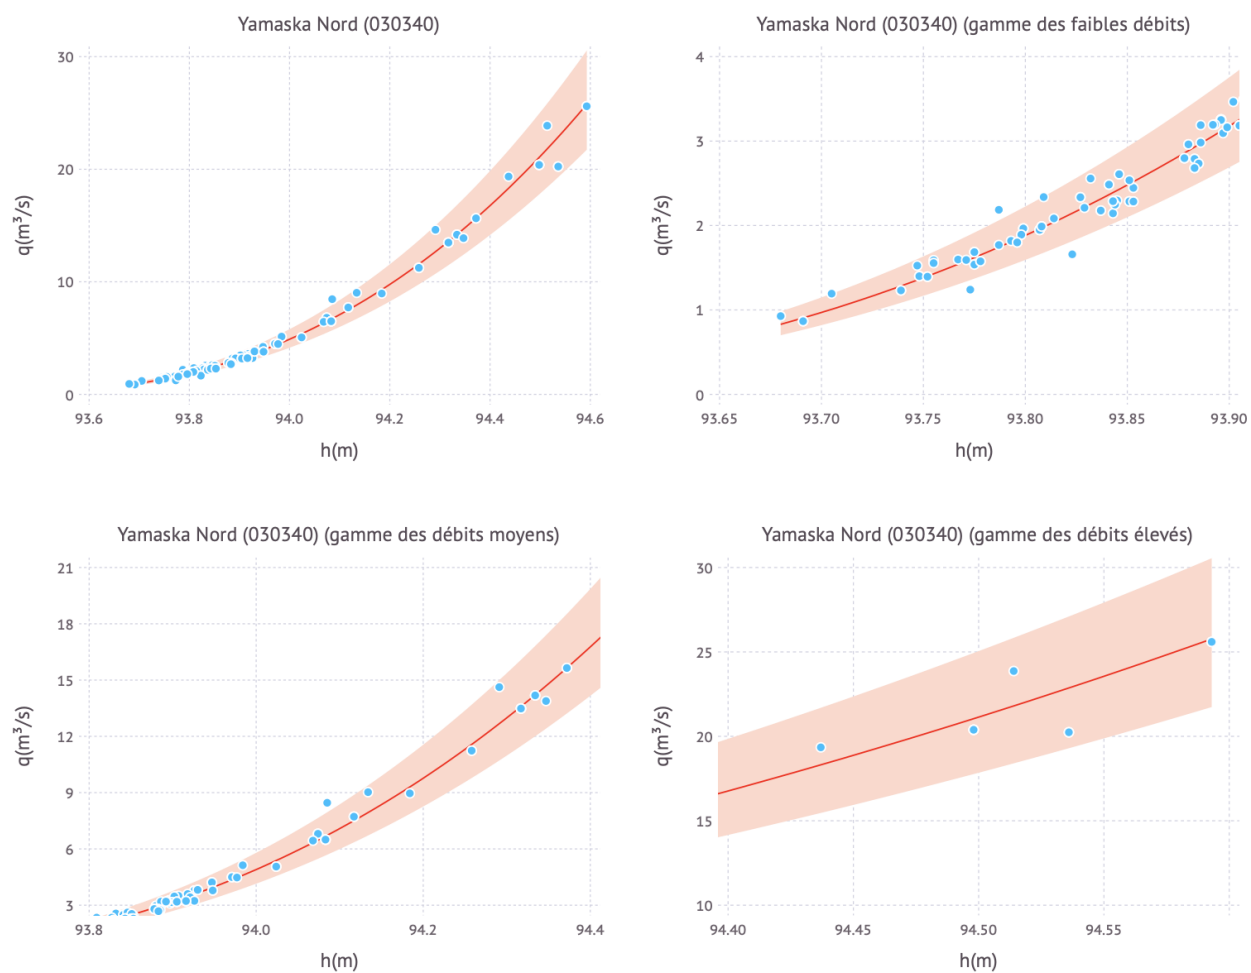 Yamaska Nord (030340)
30
20
10
0
q(m³/s)
93.6 93.8 94.0 94.2 94.4 94.6
h(m)
Yamaska Nord (030340) (gamme des faibles débits)
4
3
2
1
0
q(m³/s)
93.65 93.70 93.75 93.80 93.85 93.90
h(m)
Yamaska Nord (030340) (gamme des débits moyens)
21
18
15
12
9
6
3
q(m³/s)
93.8 94.0 94.2 94.4
h(m)
Yamaska Nord (030340) (gamme des débits élevés)
30
25
20
15
10
q(m³/s)
94.40 94.45 94.50 94.55
h(m)